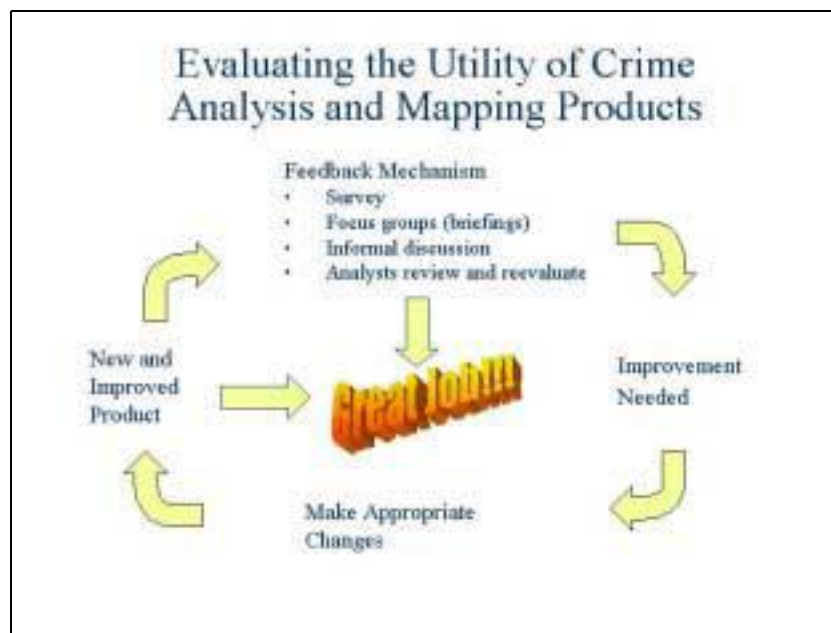 Evaluating the Utility of Crime
Analysis and Mapping Products
Feedback Mechanism
• Survey
• Focus groups (briefings)
• Informal discussion
• Analysts review and reevaluate
New and
Improved
Product
Great Job!!!
Improvement
Needed
Make Appropriate
Changes